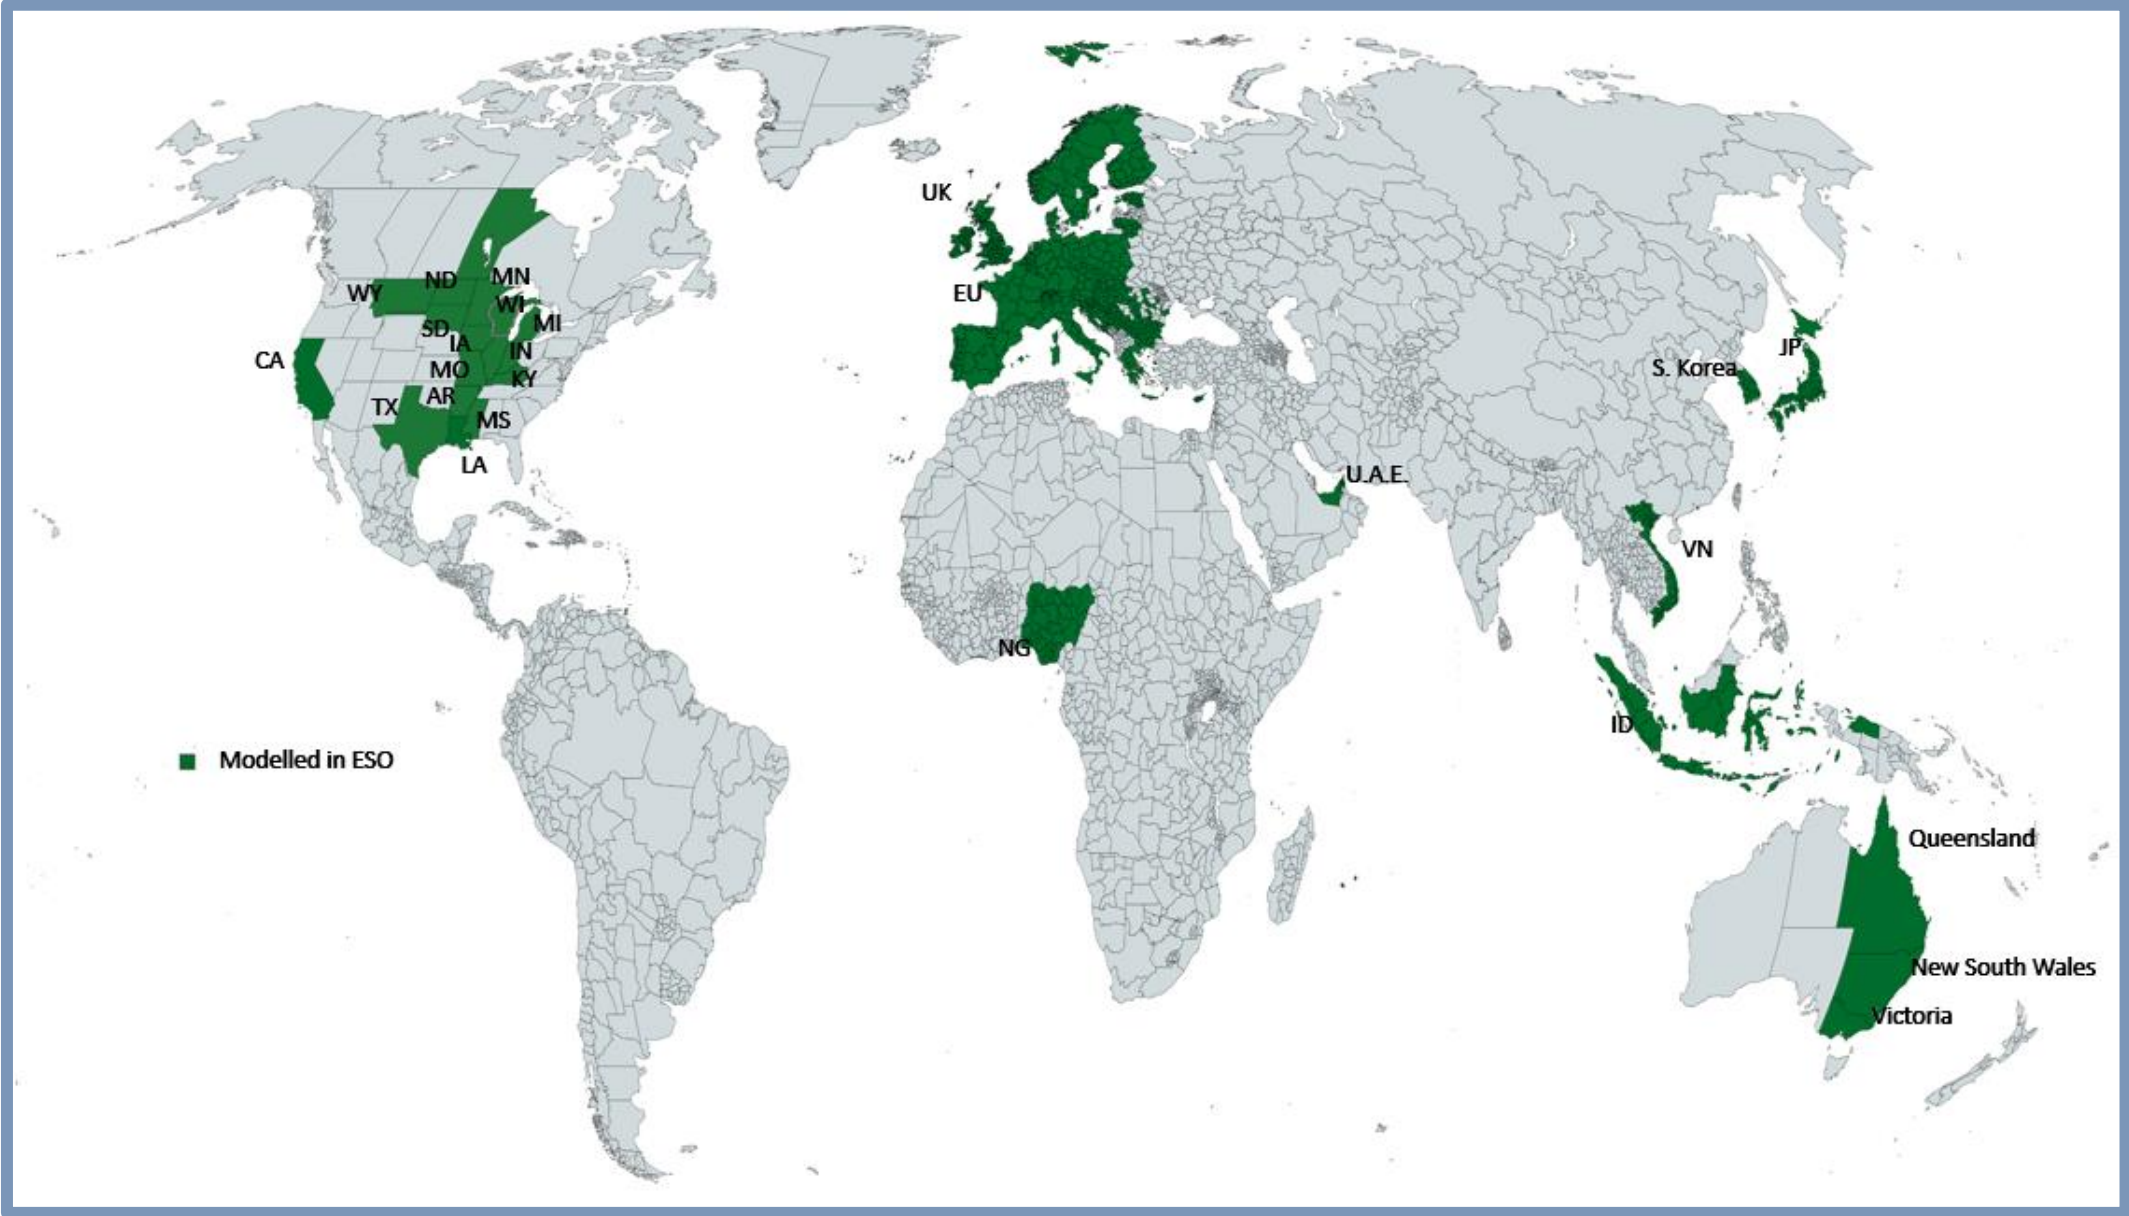 UK
ND
MN
WY
WI
EU
MI
SD
IA
IN
CA
JP
MO
S. Korea
KY
AR
TX
MS
LA
U.A.E.
VN
NG
ID
Modelled in ESO
Queensland
New South Wales
Victoria